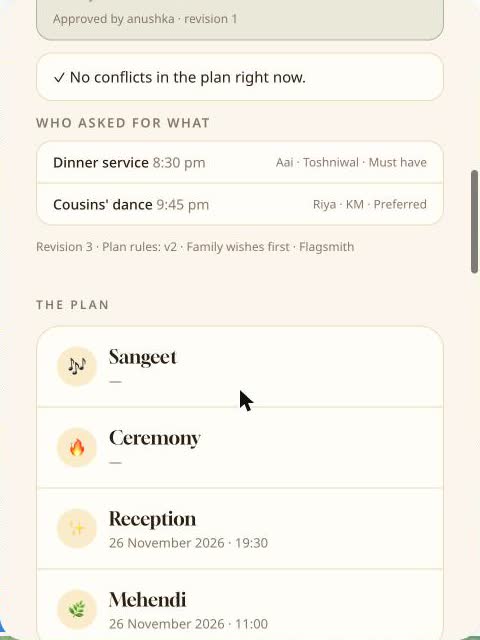 Approved by anushka · revision 1
✓ No conflicts in the plan right now.
WHO ASKED FOR WHAT
Dinner service 8:30 pm Aai · Toshniwal · Must have
Cousins' dance 9:45 pm Riya · KM · Preferred
Revision 3 · Plan rules: v2 · Family wishes first · Flagsmith
THE PLAN
Sangeet
—
Ceremony
—
Reception
26 November 2026 · 19:30
Mehendi
26 November 2026 · 11:00